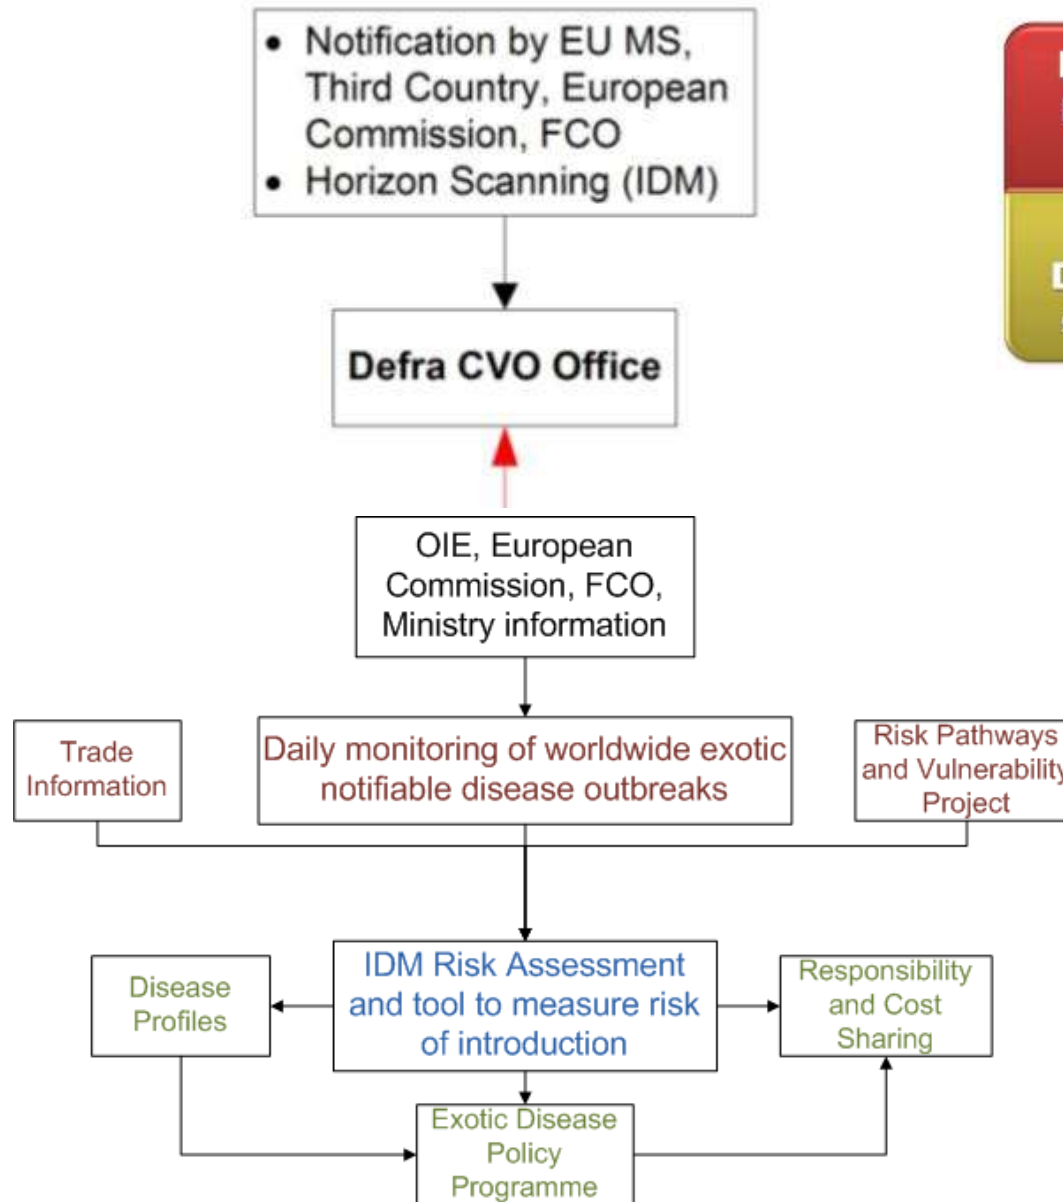 • Notification by EU MS,
Third Country, European
Commission, FCO
• Horizon Scanning (IDM)
Defra CVO Office
OIE, European
Commission, FCO,
Ministry information
Trade
Information
Daily monitoring of worldwide exotic
notifiable disease outbreaks
Risk Pathways
and Vulnerability
Project
IDM Risk Assessment
and tool to measure risk
of introduction
Disease
Profiles
Responsibility
and Cost
Sharing
Exotic Disease
Policy
Programme